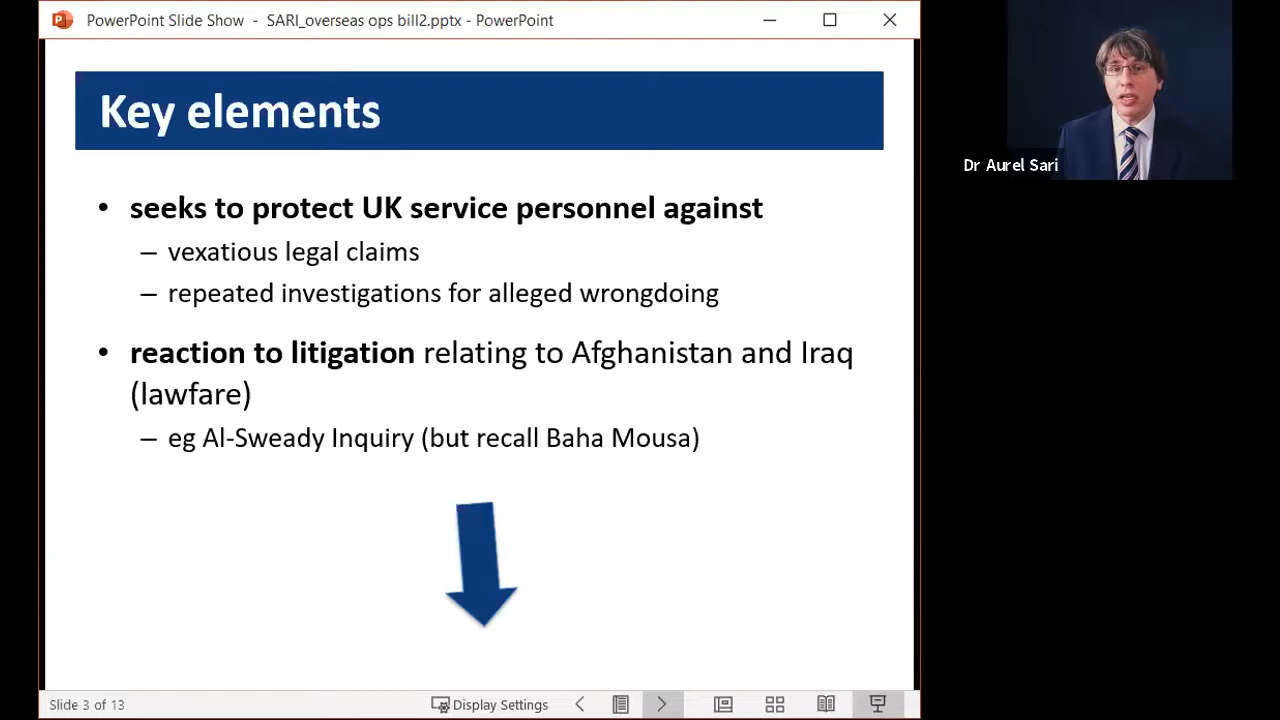 PowerPoint Slide Show - SARI_overseas ops bill2.pptx - PowerPoint
Key elements
• seeks to protect UK service personnel against
– vexatious legal claims
– repeated investigations for alleged wrongdoing
• reaction to litigation relating to Afghanistan and Iraq
(lawfare)
– eg Al-Sweady Inquiry (but recall Baha Mousa)
Dr Aurel Sari
Slide 3 of 13
Display Settings